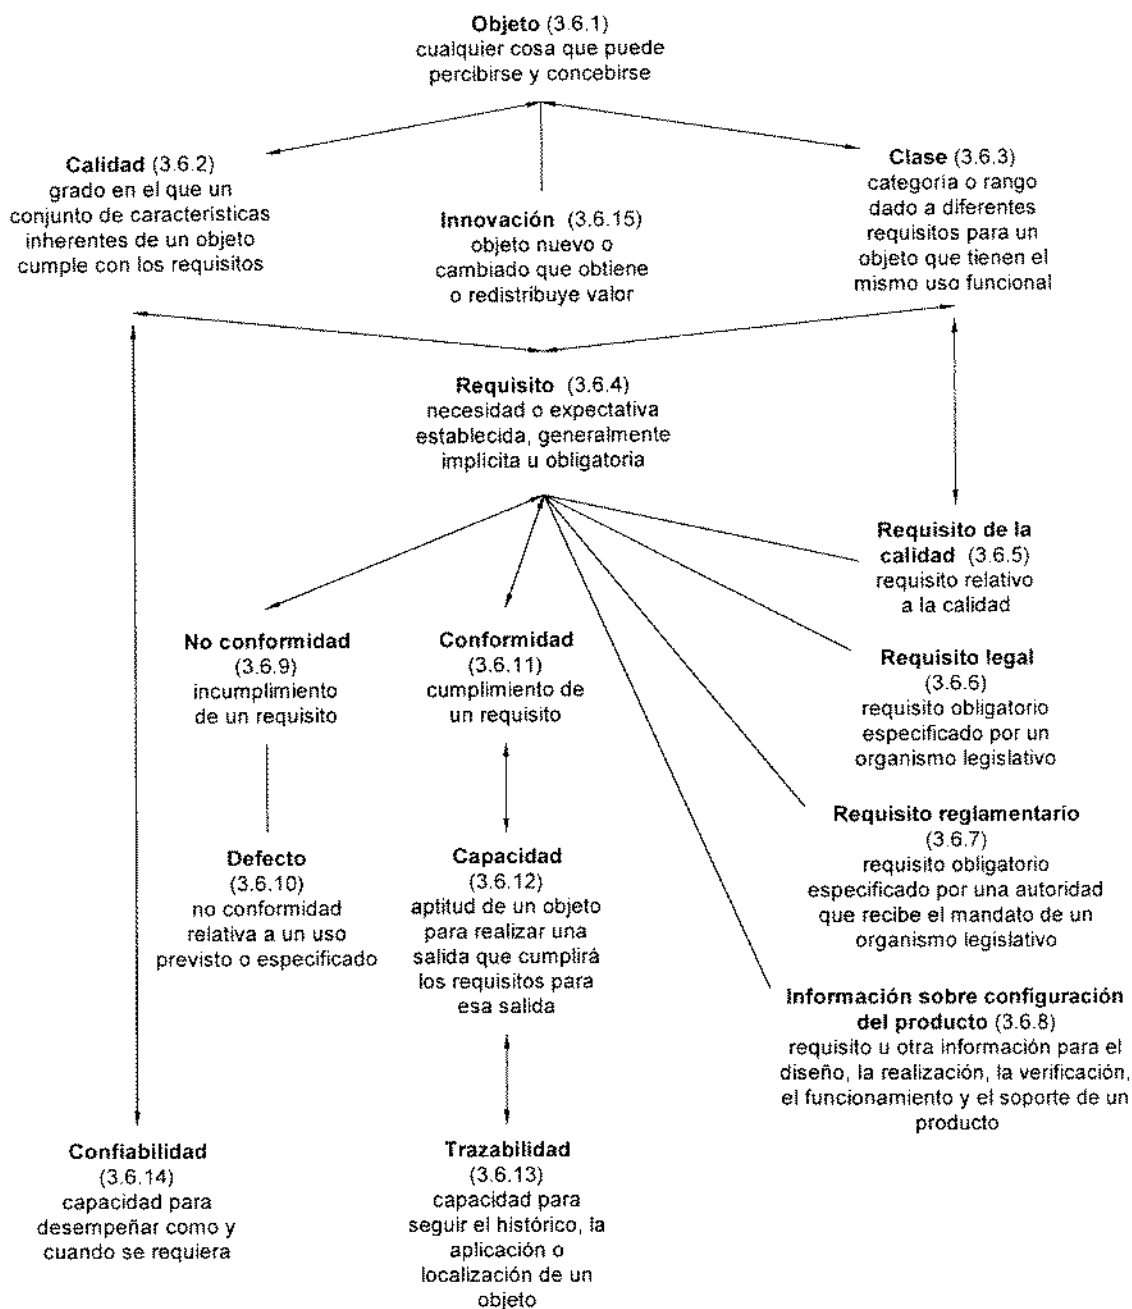 Objeto (3.6.1)
cualquier cosa que puede
percibirse y concebirse
Calidad (3.6.2)
grado en el que un
conjunto de características
inherentes de un objeto
cumple con los requisitos
Innovación (3.6.15)
objeto nuevo o
cambiado que obtiene
o redistribuye valor
Clase (3.6.3)
categoría o rango
dado a diferentes
requisitos para un
objeto que tienen el
mismo uso funcional
Requisito (3.6.4)
necesidad o expectativa
establecida, generalmente
implícita u obligatoria
Requisito de la
calidad (3.6.5)
requisito relativo
a la calidad
No conformidad
(3.6.9)
incumplimiento
de un requisito
Conformidad
(3.6.11)
cumplimiento de
un requisito
Requisito legal
(3.6.6)
requisito obligatorio
especificado por un
organismo legislativo
Requisito reglamentario
(3.6.7)
requisito obligatorio
especificado por una autoridad
que recibe el mandato de un
organismo legislativo
Defecto
(3.6.10)
no conformidad
relativa a un uso
previsto o especificado
Capacidad
(3.6.12)
aptitud de un objeto
para realizar una
salida que cumplirá
los requisitos para
esa salida
Información sobre configuración
del producto (3.6.8)
requisito u otra información para el
diseño, la realización, la verificación,
el funcionamiento y el soporte de un
producto
Confiabilidad
(3.6.14)
capacidad para
desempeñar como y
cuando se requiera
Trazabilidad
(3.6.13)
capacidad para
seguir el histórico, la
aplicación o
localización de un
objeto